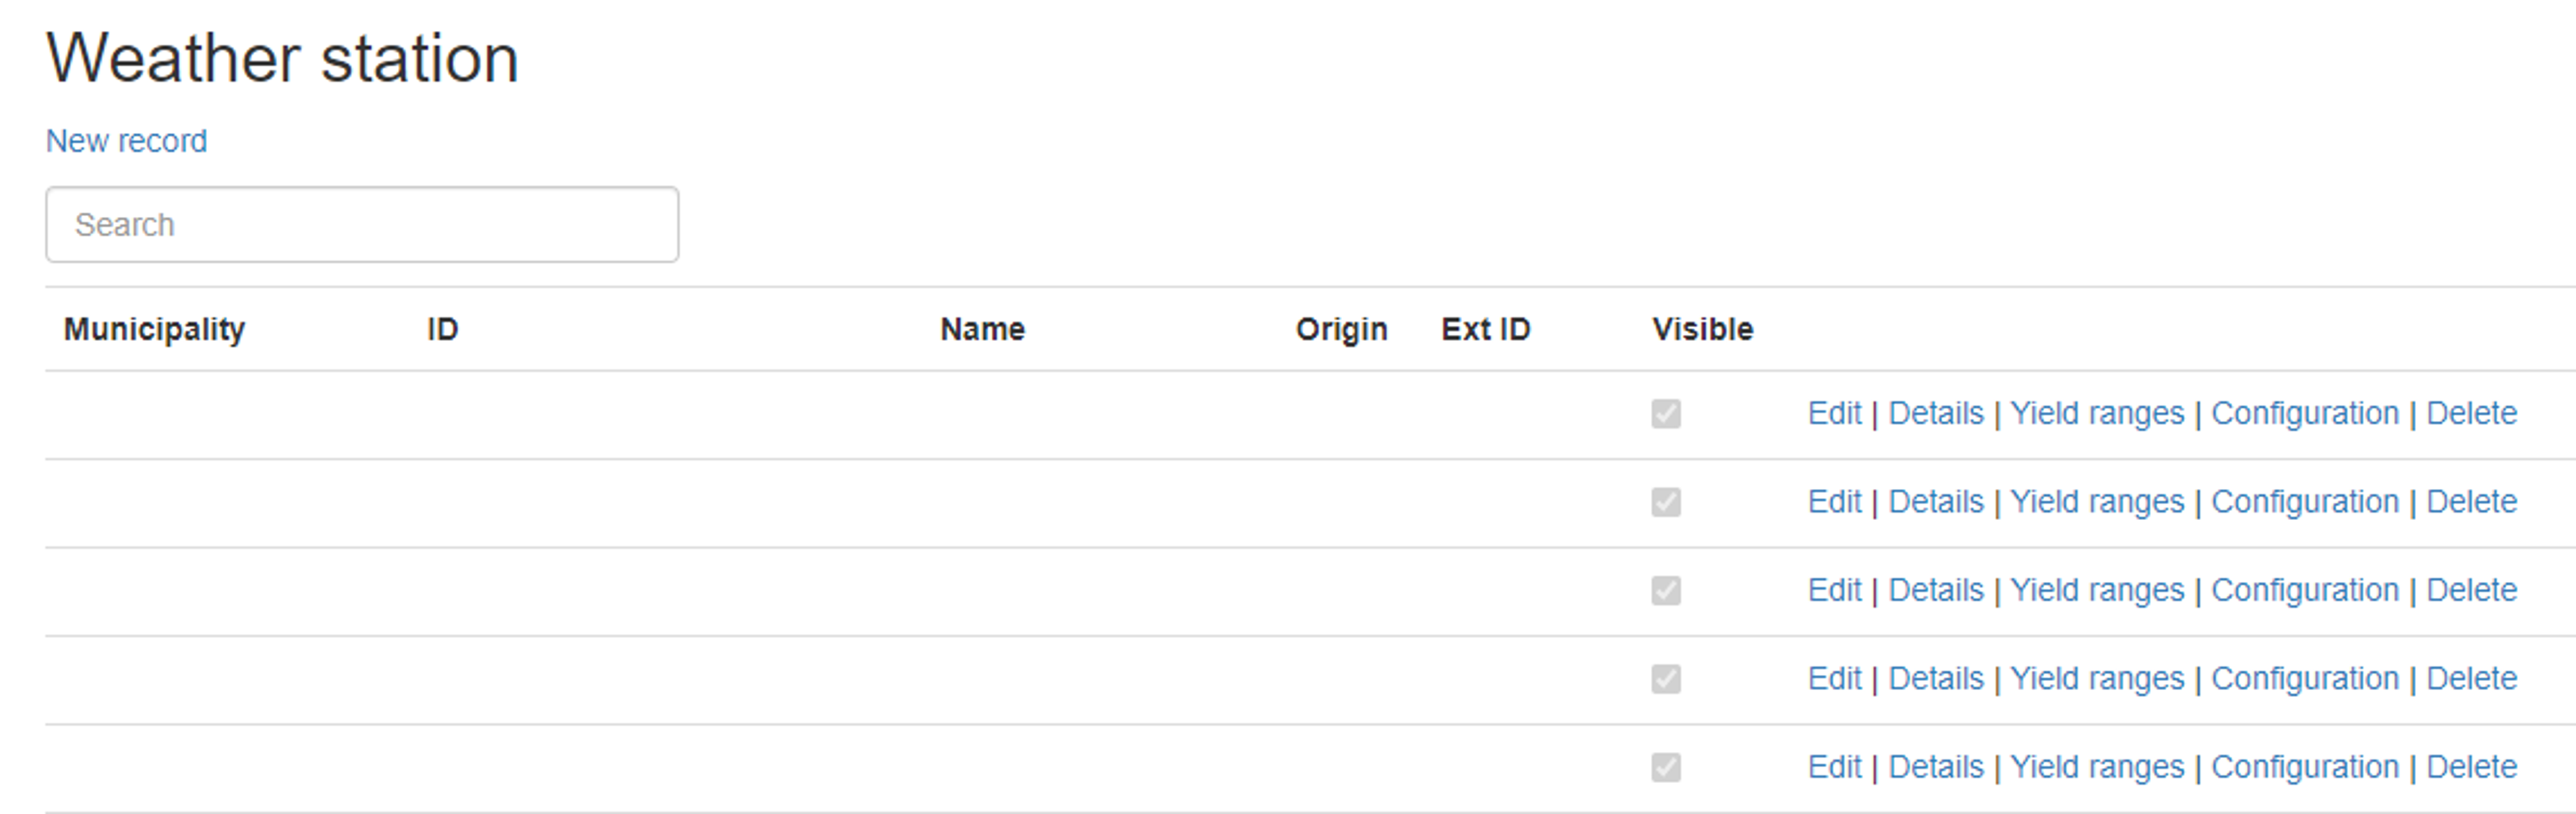 Weather station
New record
Search
Municipality ID Name Origin Ext ID Visible
Edit | Details | Yield ranges | Configuration | Delete
Edit | Details | Yield ranges | Configuration | Delete
Edit | Details | Yield ranges | Configuration | Delete
Edit | Details | Yield ranges | Configuration | Delete
Edit | Details | Yield ranges | Configuration | Delete